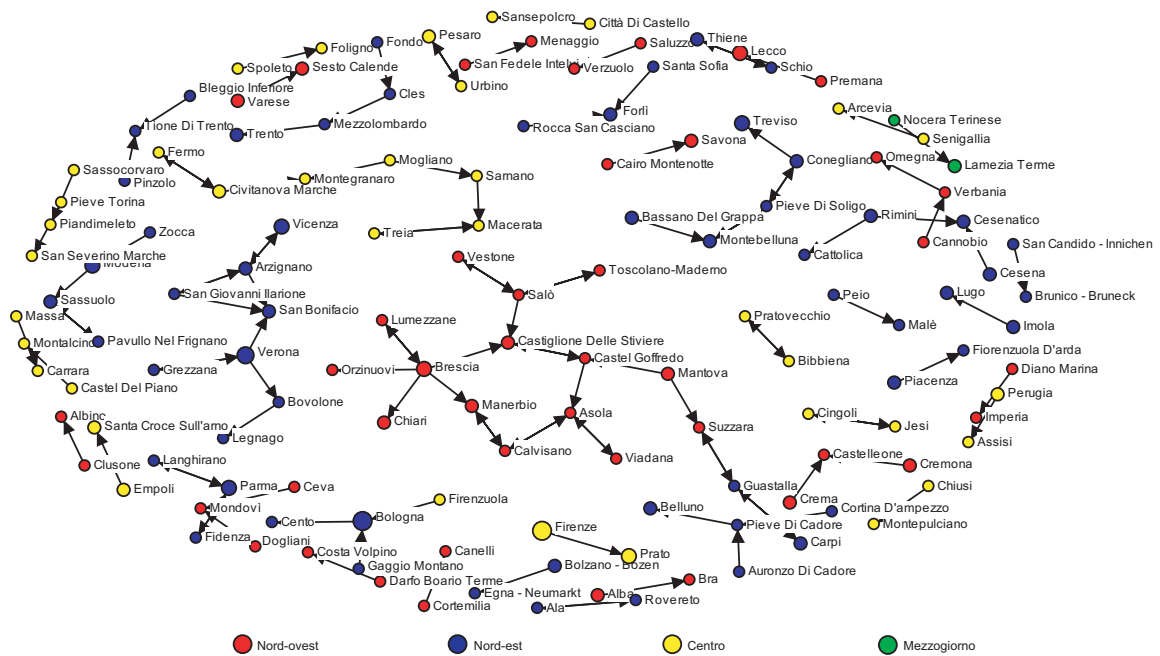 Sansepolcro
Città Di Castello
Foligno
Fondo
Pesaro
Menaggio
Saluzzo
Thiene
Lecco
Spoleto
Sesto Calende
San Fedele Intelvi
Verzuolo
Santa Sofia
Schio
Premana
Urbino
Bleggio Inferiore
Varese
Cles
Tione Di Trento
Trento
Mezzolombardo
Rocca San Casciano
Forlì
Treviso
Arcevia
Nocera Terinese
Senigallia
Fermo
Mogliano
Savona
Cairo Montenotte
Conegliano
Omegna
Lamezia Terme
Sassocorvaro
Pinzolo
Civitanova Marche
Montegranaro
Sarnano
Verbania
Pieve Torina
Pieve Di Soligo
Piandimeleto
Zocca
Vicenza
Treia
Macerata
Bassano Del Grappa
Montebelluna
Rimini
Cesenatico
Cannobio
San Candido - Innichen
San Severino Marche
Modena
Arzignano
Vestone
Toscolano-Maderno
Cattolica
Cesena
Sassuolo
San Giovanni Ilarione
San Bonifacio
Salò
Peio
Lugo
Brunico - Bruneck
Massa
Lumezzane
Pratovecchio
Malè
Imola
Montalcino
Pavullo Nel Frignano
Verona
Castiglione Delle Stiviere
Castel Goffredo
Bibbiena
Fiorenzuola D'arda
Carrara
Grezzana
Orzinuovi
Brescia
Mantova
Piacenza
Diano Marina
Castel Del Piano
Bovolone
Manerbio
Asola
Perugia
Albino
Santa Croce Sull'arno
Legnago
Chiari
Suzzara
Cingoli
Jesi
Imperia
Assisi
Clusone
Langhirano
Calvisano
Viadana
Castelleone
Cremona
Empoli
Parma
Ceva
Firenzuola
Guastalla
Crema
Chiusi
Mondovì
Cento
Bologna
Firenze
Belluno
Cortina D'ampezzo
Pieve Di Cadore
Montepulciano
Fidenza
Dogliani
Costa Volpino
Canelli
Prato
Carpi
Gaggio Montano
Bolzano - Bozen
Auronzo Di Cadore
Darfo Boario Terme
Egna - Neumarkt
Alba
Bra
Cortemilia
Ala
Rovereto
Nord-ovest
Nord-est
Centro
Mezzogiorno